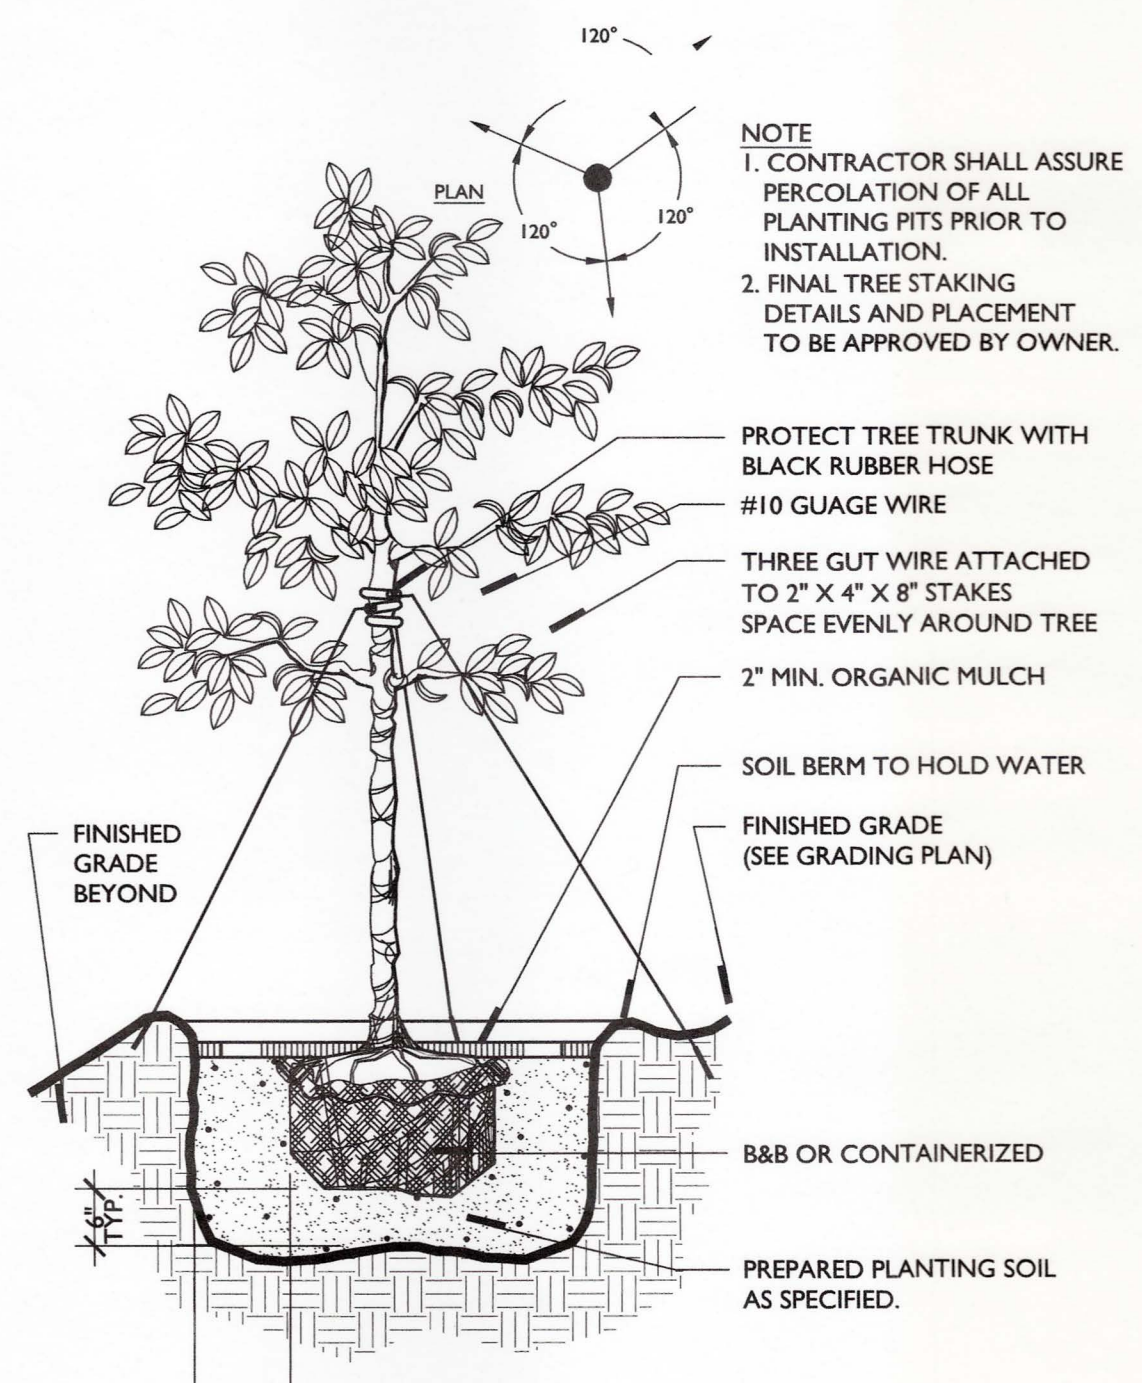 120°
PLAN
120°
120°
NOTE
1. CONTRACTOR SHALL ASSURE
PERCOLATION OF ALL
PLANTING PITS PRIOR TO
INSTALLATION.
2. FINAL TREE STAKING
DETAILS AND PLACEMENT
TO BE APPROVED BY OWNER.
PROTECT TREE TRUNK WITH
BLACK RUBBER HOSE
#10 GUAGE WIRE
THREE GUT WIRE ATTACHED
TO 2" X 4" X 8" STAKES
SPACE EVENLY AROUND TREE
2" MIN. ORGANIC MULCH
SOIL BERM TO HOLD WATER
FINISHED GRADE
(SEE GRADING PLAN)
FINISHED
GRADE
BEYOND
B&B OR CONTAINERIZED
6"
TYP.
PREPARED PLANTING SOIL
AS SPECIFIED.